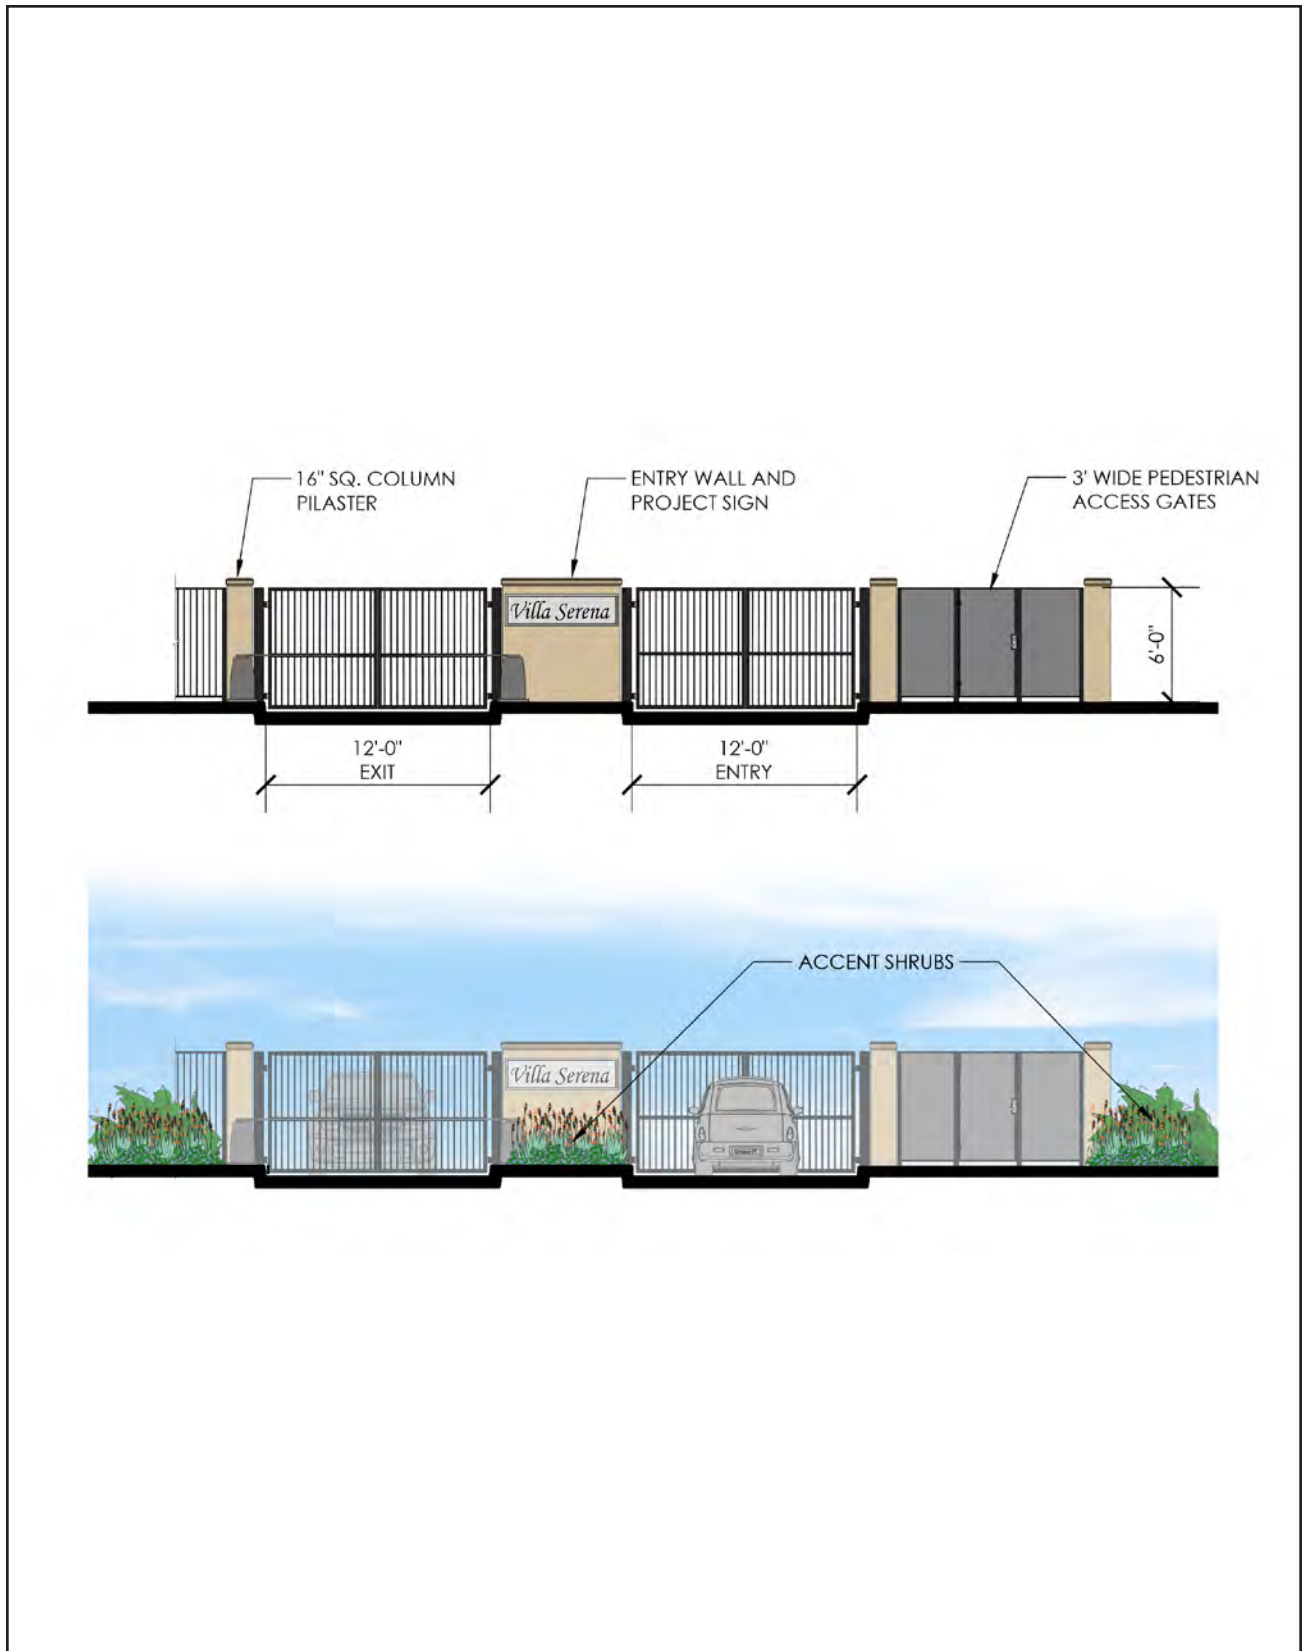 16" SQ. COLUMN
PILASTER
ENTRY WALL AND
PROJECT SIGN
3' WIDE PEDESTRIAN
ACCESS GATES
Villa Serena
6'-0"
12'-0"
EXIT
12'-0"
ENTRY
ACCENT SHRUBS
Villa Serena